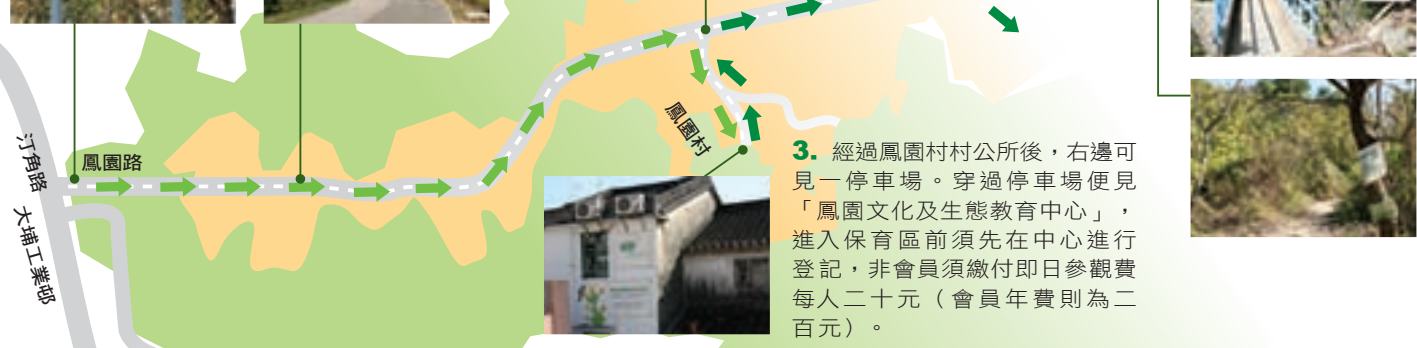 鳳園路
汀角路
大埔工業邨
鳳園村
3. 經過鳳園村村公所後，右邊可
見一停車場。穿過停車場便見
「鳳園文化及生態教育中心」，
進入保育區前須先在中心進行
登記，非會員須繳付即日參觀費
每人二十元（會員年費則為二
百元）。